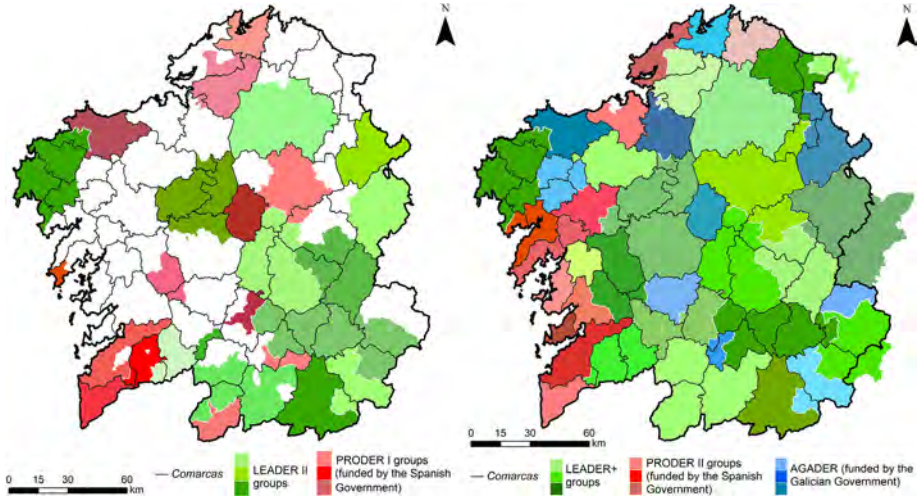 N
N
Comarcas
LEADER II
groups
PRODER I groups
(funded by the Spanish
Government)
0 15 30 60
km
Comarcas
LEADER+
groups
PRODER II groups
(funded by the Spanish
Government)
AGADER (funded by the
Galician Government)
0 15 30 60
km